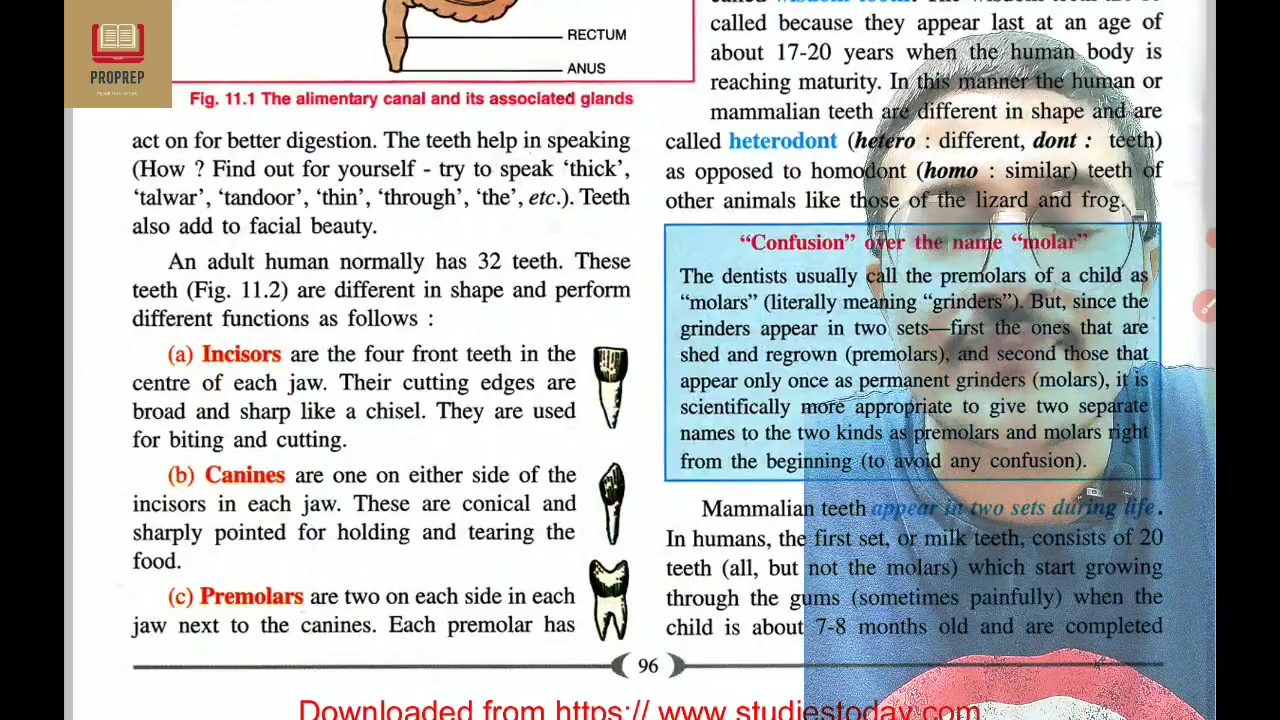 PROPREP
RECTUM
ANUS
Fig. 11.1 The alimentary canal and its associated glands
act on for better digestion. The teeth help in speaking
(How ? Find out for yourself - try to speak ‘thick’,
‘talwar’, ‘tandoor’, ‘thin’, ‘through’, ‘the’, etc.). Teeth
also add to facial beauty.
An adult human normally has 32 teeth. These
teeth (Fig. 11.2) are different in shape and perform
different functions as follows :
(a) Incisors are the four front teeth in the
centre of each jaw. Their cutting edges are
broad and sharp like a chisel. They are used
for biting and cutting.
(b) Canines are one on either side of the
incisors in each jaw. These are conical and
sharply pointed for holding and tearing the
food.
(c) Premolars are two on each side in each
jaw next to the canines. Each premolar has
called because they appear last at an age of
about 17-20 years when the human body is
reaching maturity. In this manner the human or
mammalian teeth are different in shape and are
called heterodont (hetero : different, dont : teeth)
as opposed to homodont (homo : similar) teeth of
other animals like those of the lizard and frog.
“Confusion” over the name “molar”
The dentists usually call the premolars of a child as
“molars” (literally meaning “grinders”). But, since the
grinders appear in two sets—first the ones that are
shed and regrown (premolars), and second those that
appear only once as permanent grinders (molars), it is
scientifically more appropriate to give two separate
names to the two kinds as premolars and molars right
from the beginning (to avoid any confusion).
Mammalian teeth appear in two sets during life.
In humans, the first set, or milk teeth, consists of 20
teeth (all, but not the molars) which start growing
through the gums (sometimes painfully) when the
child is about 7-8 months old and are completed
96
Downloaded from https:// www.studiestoday.com